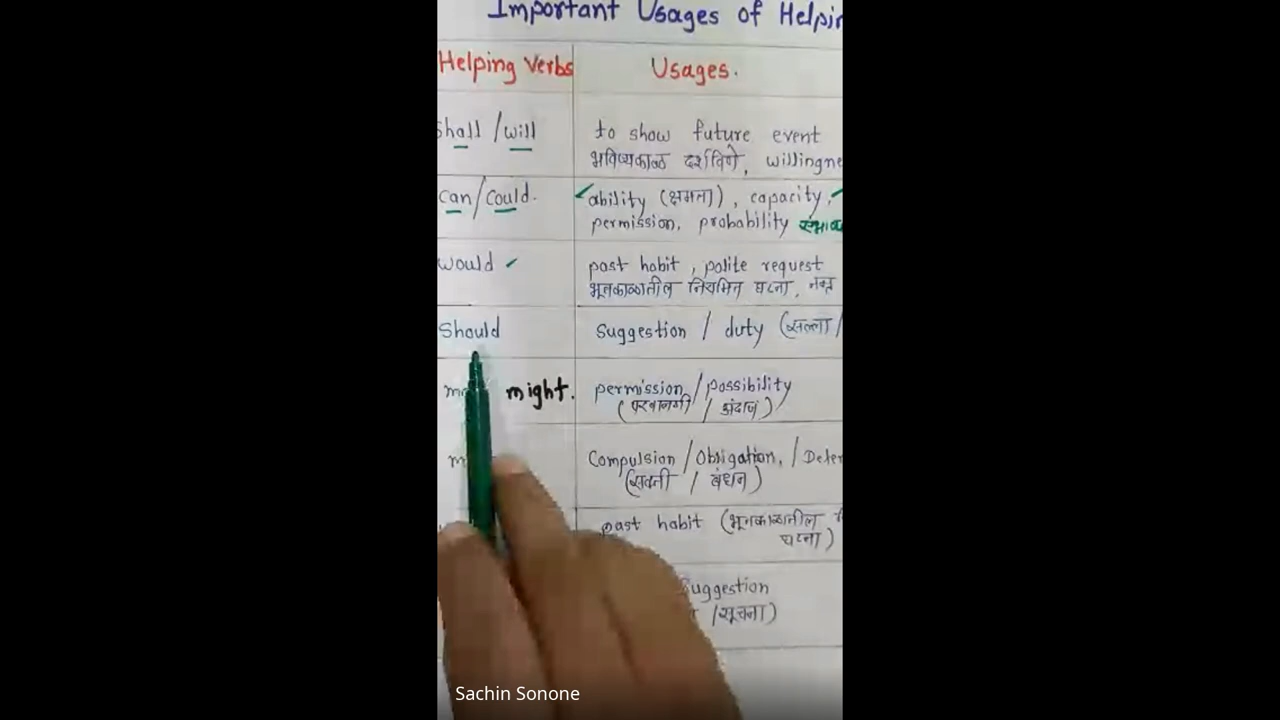 Important Usages of Helpin
Helping Verbs Usages.
Shall / will to show future event
भविष्यकाळ दर्शविणे, willingne
can/could. ability (क्षमता), capacity,
permission, probability संभाव
would past habit, polite request
भूतकाळातील नियमित घटना, नम्र
Should Suggestion / duty (सल्ला /
might. permission / possibility
(परवानगी / अंदाज)
Compulsion / Obligation, / Deter
(सक्ती / बंधन)
past habit (भूतकाळातील
घटना)
Suggestion
/सूचना)
Sachin Sonone